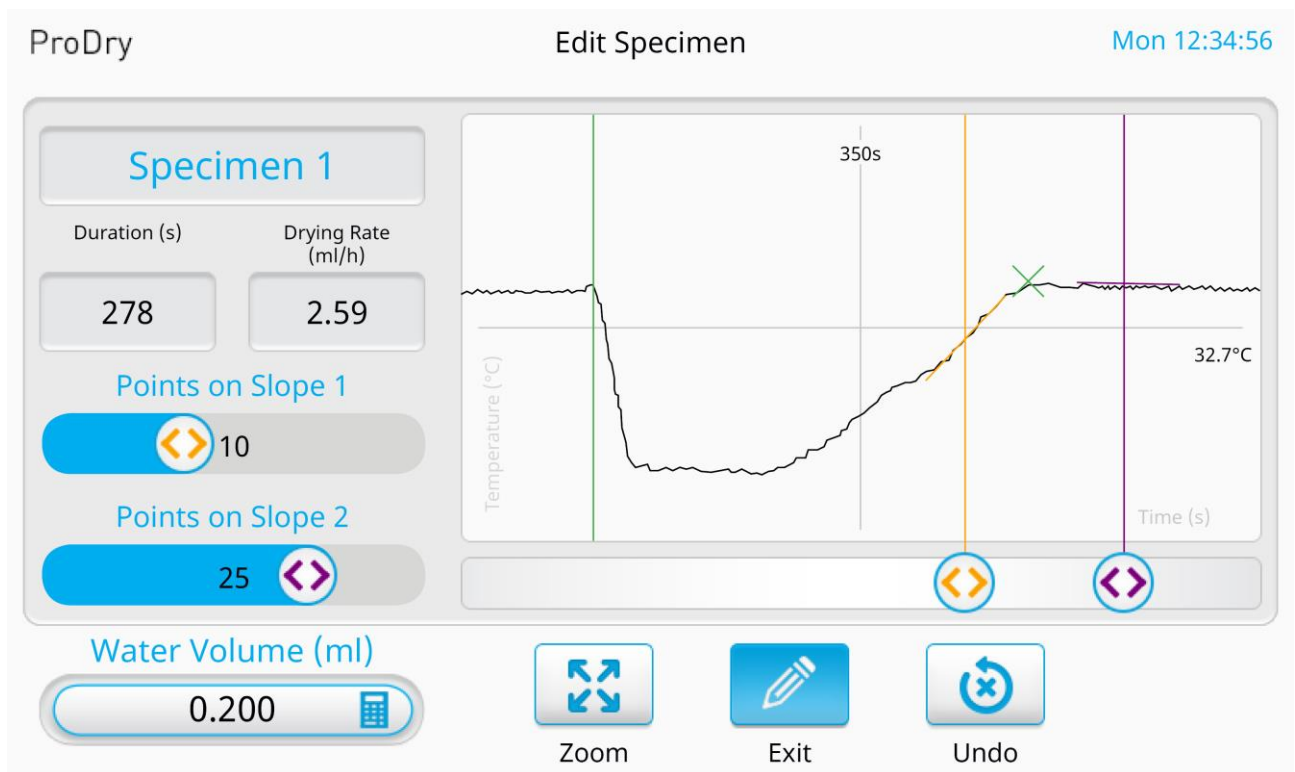 ProDry
Edit Specimen
Mon 12:34:56
Specimen 1
Duration (s)
Drying Rate
(ml/h)
278
2.59
Points on Slope 1
10
Points on Slope 2
25
Water Volume (ml)
0.200
350s
32.7°C
Temperature (°C)
Time (s)
Zoom
Exit
Undo